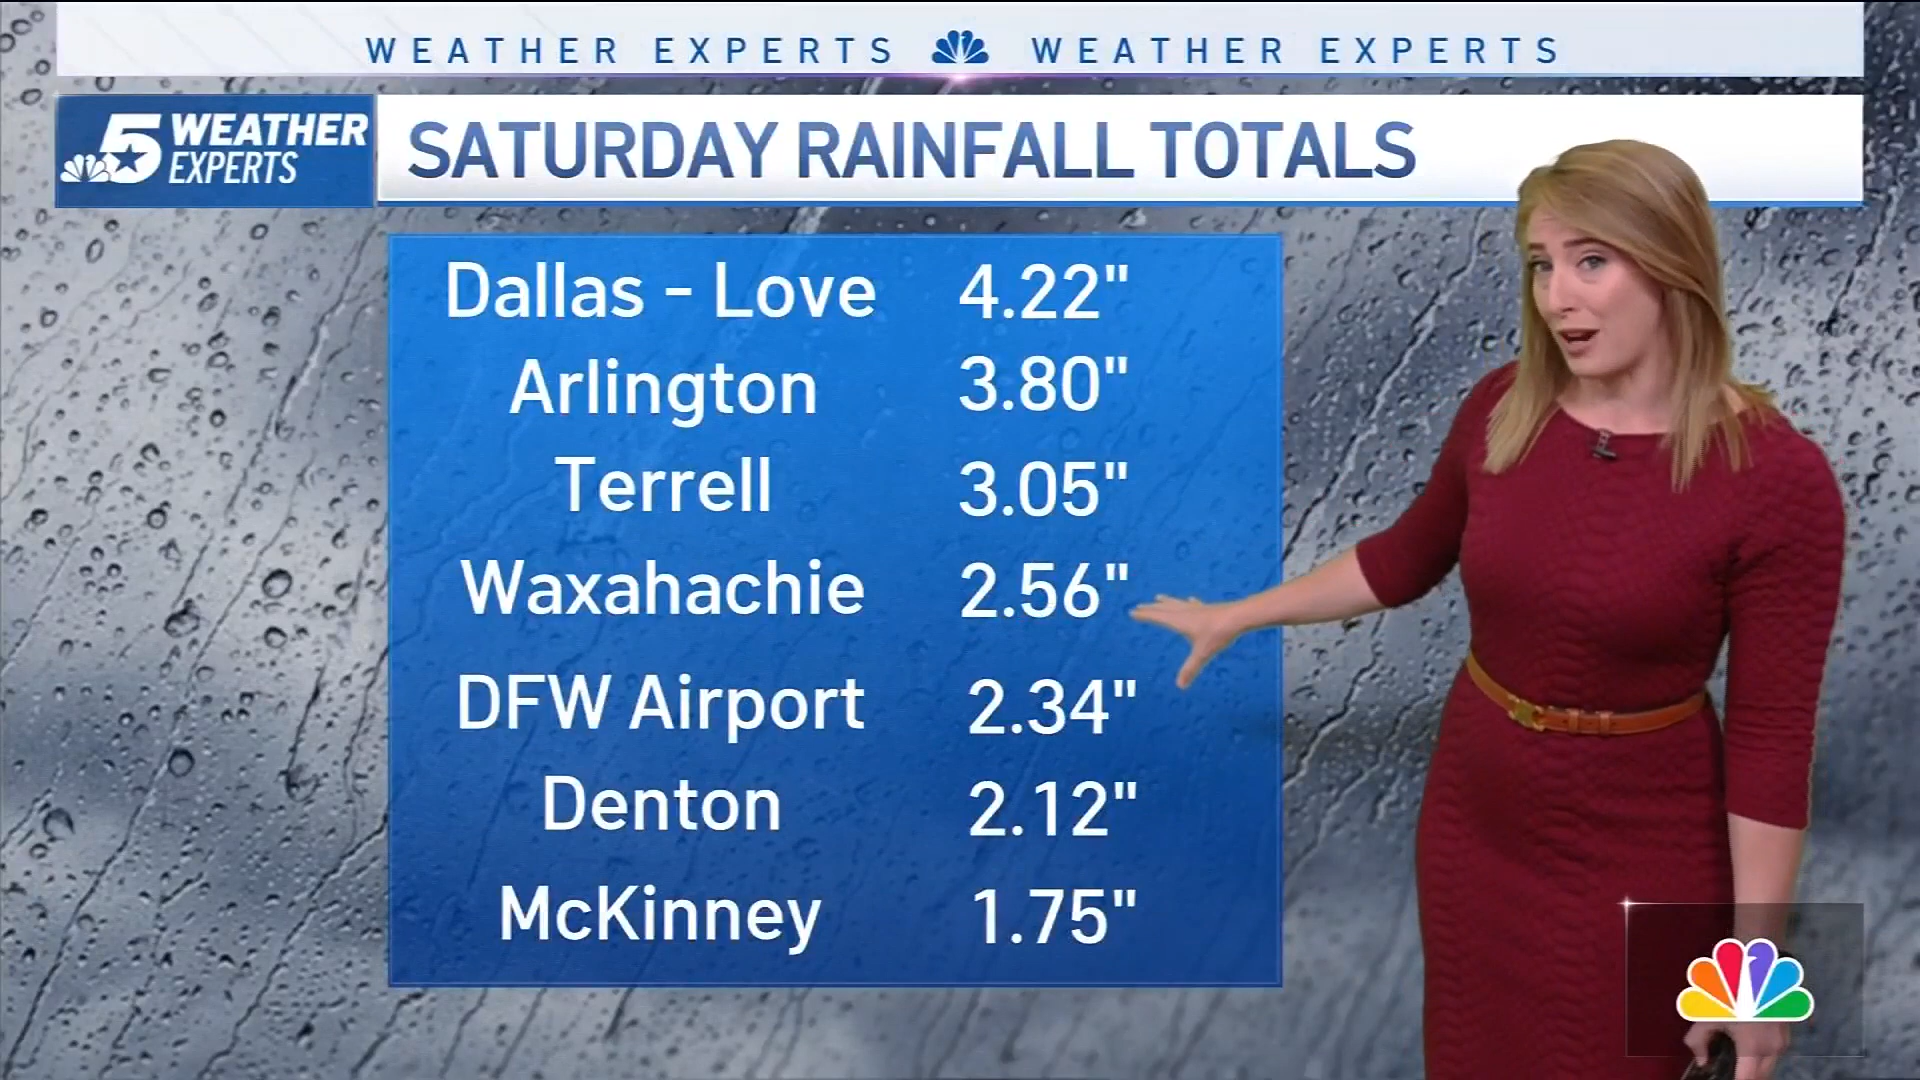 WEATHER EXPERTS WEATHER EXPERTS
5 WEATHER
EXPERTS
SATURDAY RAINFALL TOTALS
Dallas - Love 4.22"
Arlington 3.80"
Terrell 3.05"
Waxahachie 2.56"
DFW Airport 2.34"
Denton 2.12"
McKinney 1.75"